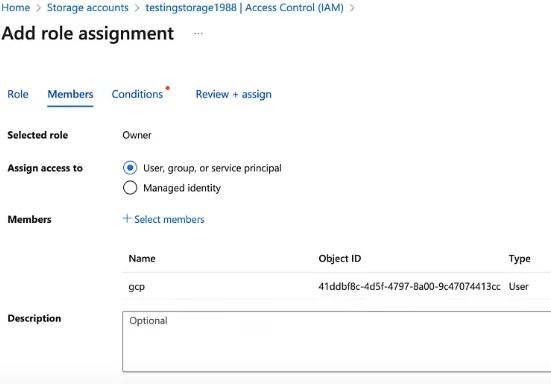 Home > Storage accounts > testingstorage1988 | Access Control (IAM) >
Add role assignment ...
Role Members Conditions Review + assign
Selected role Owner
Assign access to User, group, or service principal
Managed identity
Members + Select members
Name Object ID Type
gcp 41ddbf8c-4d5f-4797-8a00-9c47074413cc User
Description Optional